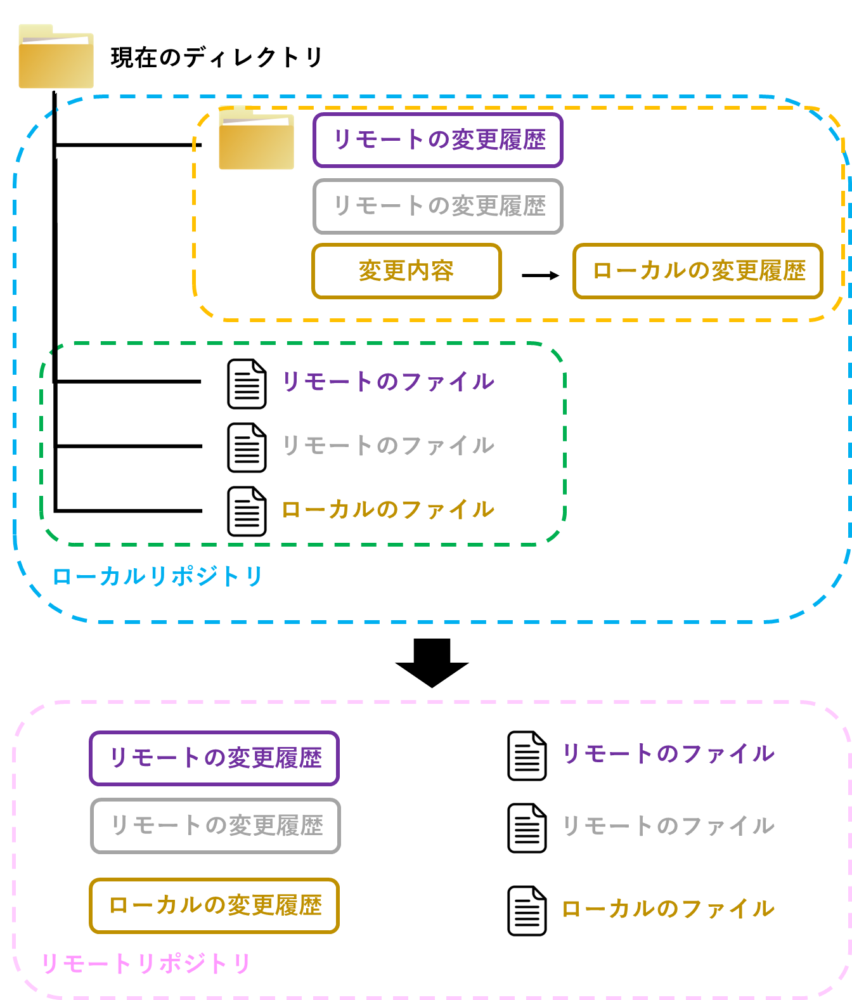 現在のディレクトリ
リモートの変更履歴
リモートの変更履歴
変更内容
ローカルの変更履歴
リモートのファイル
リモートのファイル
ローカルのファイル
ローカルリポジトリ
リモートの変更履歴
リモートのファイル
リモートの変更履歴
リモートのファイル
ローカルの変更履歴
ローカルのファイル
リモートリポジトリ